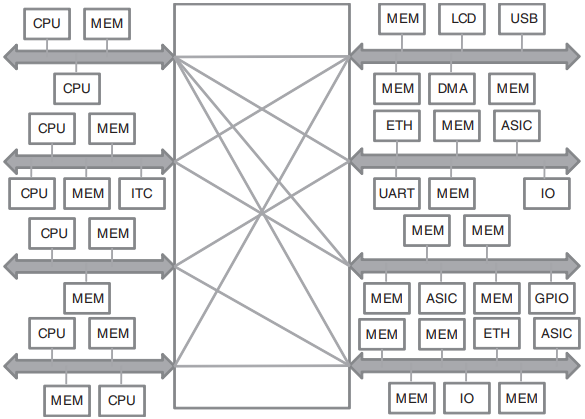 CPU MEM
CPU
CPU MEM
CPU MEM ITC
CPU MEM
MEM
CPU MEM
MEM CPU
MEM LCD USB
MEM DMA MEM
ETH MEM ASIC
UART MEM IO
MEM MEM
MEM ASIC MEM GPIO
MEM MEM ETH ASIC
MEM IO MEM